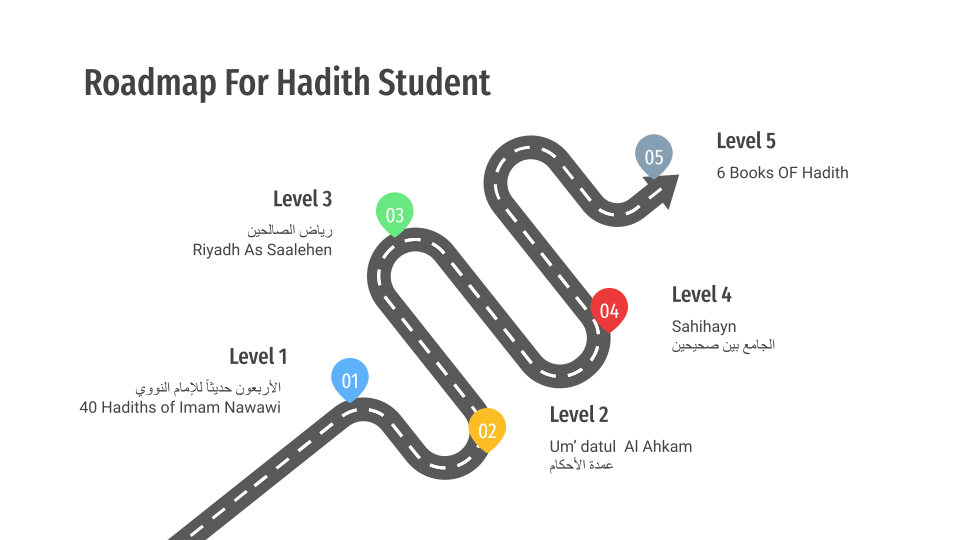 Roadmap For Hadith Student
Level 5
05
6 Books OF Hadith
Level 3
03
رياض الصالحين
Riyadh As Saalehen
Level 4
04
Sahihayn
الجامع بين صحيحين
Level 1
01
الأربعون حديثاً للإمام النووي
40 Hadiths of Imam Nawawi
Level 2
02
Um’ datul  Al Ahkam
عمدة الأحكام